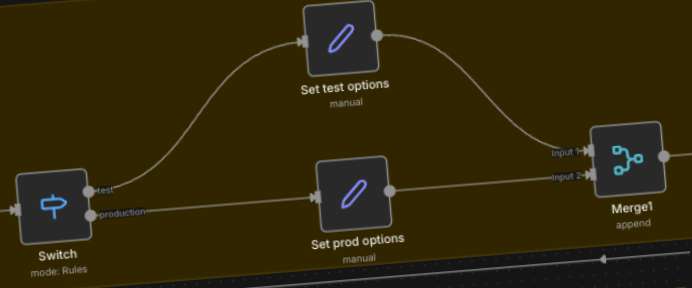 Set test options
manual
Input 1
Input 2
test
production
Set prod options
manual
Merge1
append
Switch
mode: Rules